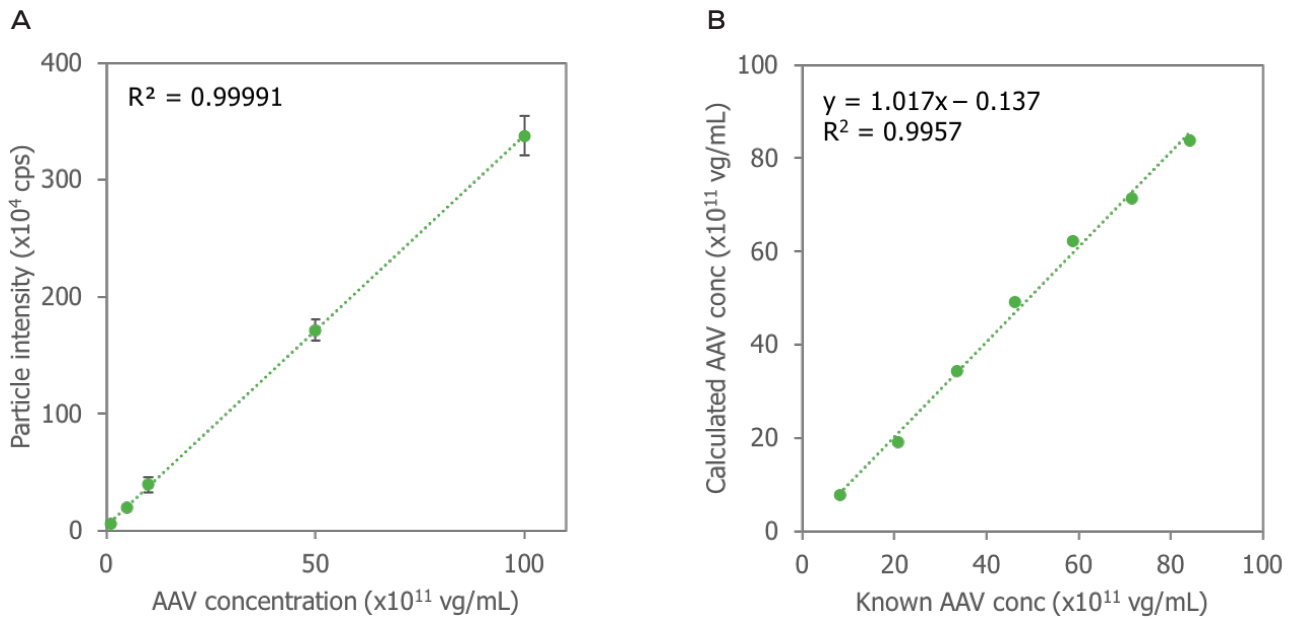 A
R² = 0.99991
Particle intensity (x10⁴ cps)
400
300
200
100
0
0 50 100
AAV concentration (x10¹¹ vg/mL)
B
y = 1.017x – 0.137
R² = 0.9957
Calculated AAV conc (x10¹¹ vg/mL)
100
80
60
40
20
0
0 20 40 60 80 100
Known AAV conc (x10¹¹ vg/mL)